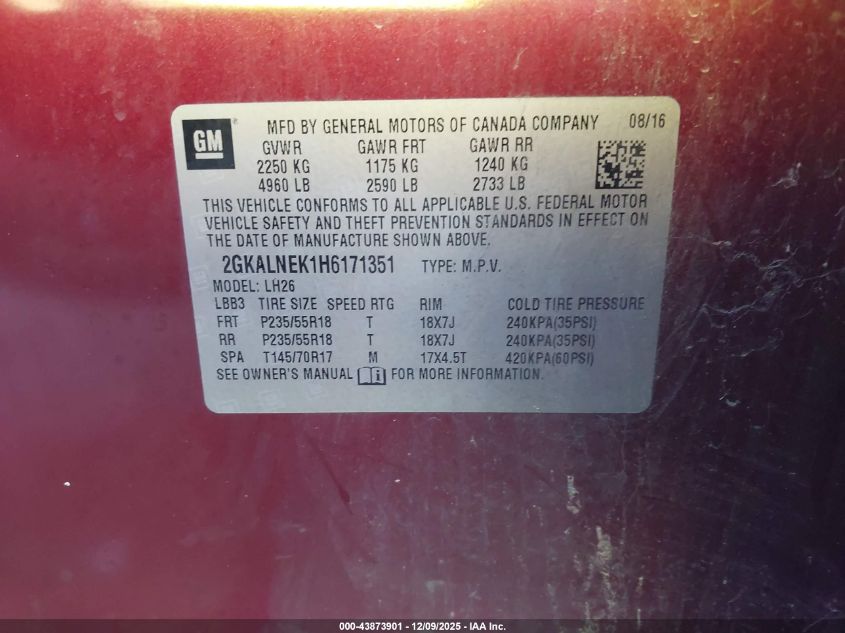 GM
MFD BY GENERAL MOTORS OF CANADA COMPANY 08/16
GVWR GAWR FRT GAWR RR
2250 KG 1175 KG 1240 KG
4960 LB 2590 LB 2733 LB
THIS VEHICLE CONFORMS TO ALL APPLICABLE U.S. FEDERAL MOTOR
VEHICLE SAFETY AND THEFT PREVENTION STANDARDS IN EFFECT ON
THE DATE OF MANUFACTURE SHOWN ABOVE.
2GKALNEK1H6171351 TYPE: M.P.V.
MODEL: LH26
LBB3 TIRE SIZE SPEED RTG RIM COLD TIRE PRESSURE
FRT P235/55R18 T 18X7J 240KPA(35PSI)
RR P235/55R18 T 18X7J 240KPA(35PSI)
SPA T145/70R17 M 17X4.5T 420KPA(60PSI)
SEE OWNER'S MANUAL FOR MORE INFORMATION.
000-43873901 - 12/09/2025 - IAA Inc.